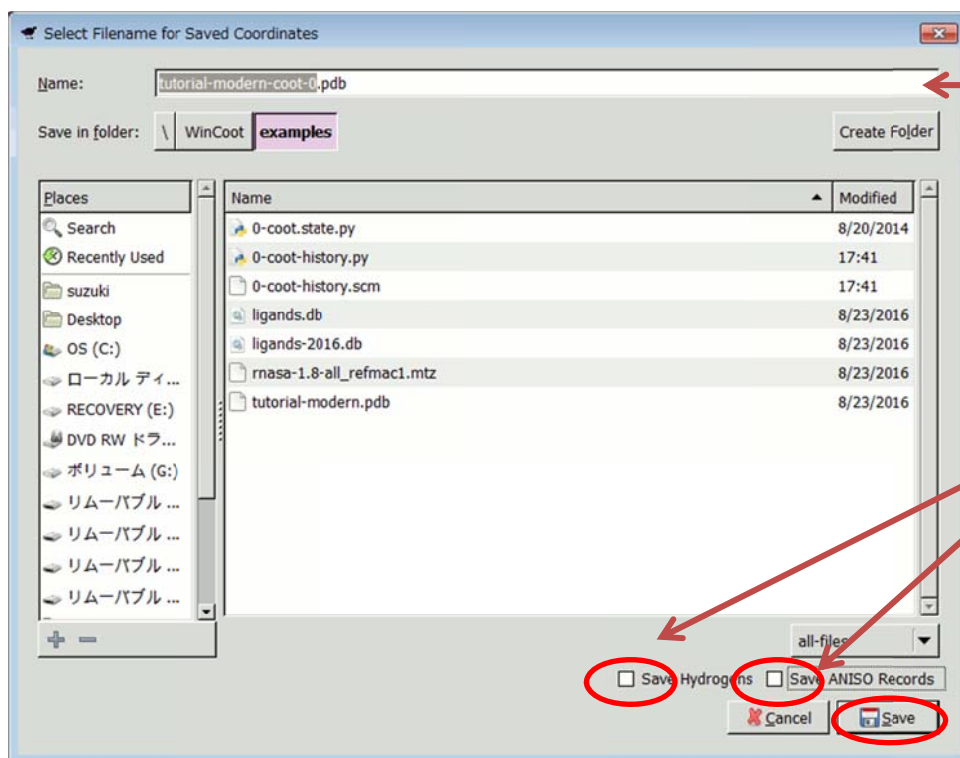 Select Filename for Saved Coordinates
Name: tutorial-modern-coot-0.pdb
Save in folder: \ WinCoot examples Create Folder
Places Name Modified
Search 0-coot.state.py 8/20/2014
Recently Used 0-coot-history.py 17:41
suzuki 0-coot-history.scm 17:41
Desktop ligands.db 8/23/2016
OS (C:) ligands-2016.db 8/23/2016
ローカル ディ... rnasa-1.8-all_refmac1.mtz 8/23/2016
RECOVERY (E:) tutorial-modern.pdb 8/23/2016
DVD RW ドラ...
ボリューム (G:)
リムーバブル ...
リムーバブル ...
リムーバブル ...
リムーバブル ...
all-files
Save Hydrogens Save ANISO Records
Cancel Save